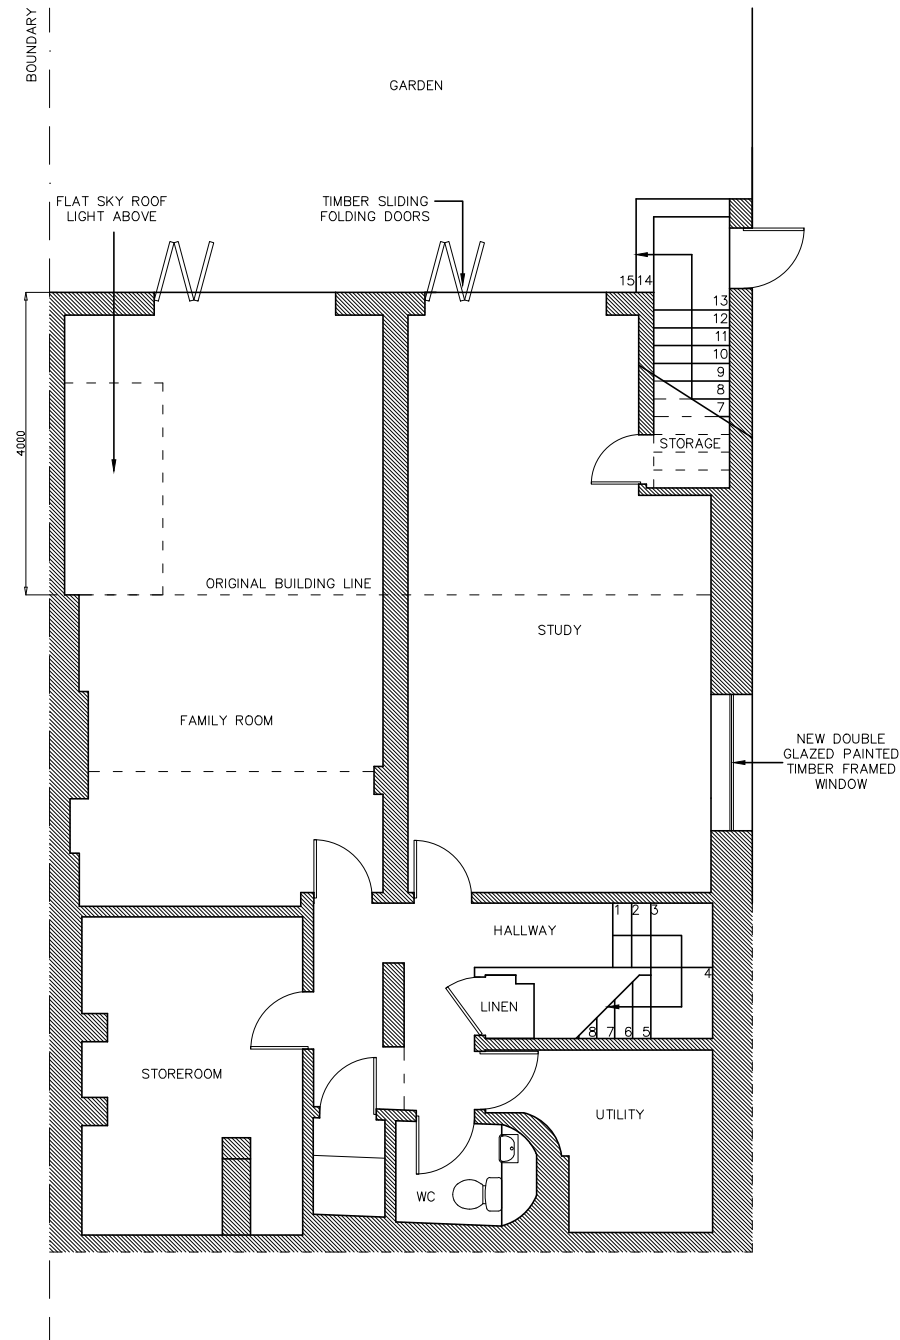 BOUNDARY
GARDEN
FLAT SKY ROOF
LIGHT ABOVE
TIMBER SLIDING
FOLDING DOORS
15 14
13
12
11
10
9
8
7
STORAGE
4000
ORIGINAL BUILDING LINE
STUDY
FAMILY ROOM
NEW DOUBLE
GLAZED PAINTED
TIMBER FRAMED
WINDOW
HALLWAY
1 2 3
4
LINEN
8 7 6 5
STOREROOM
UTILITY
WC